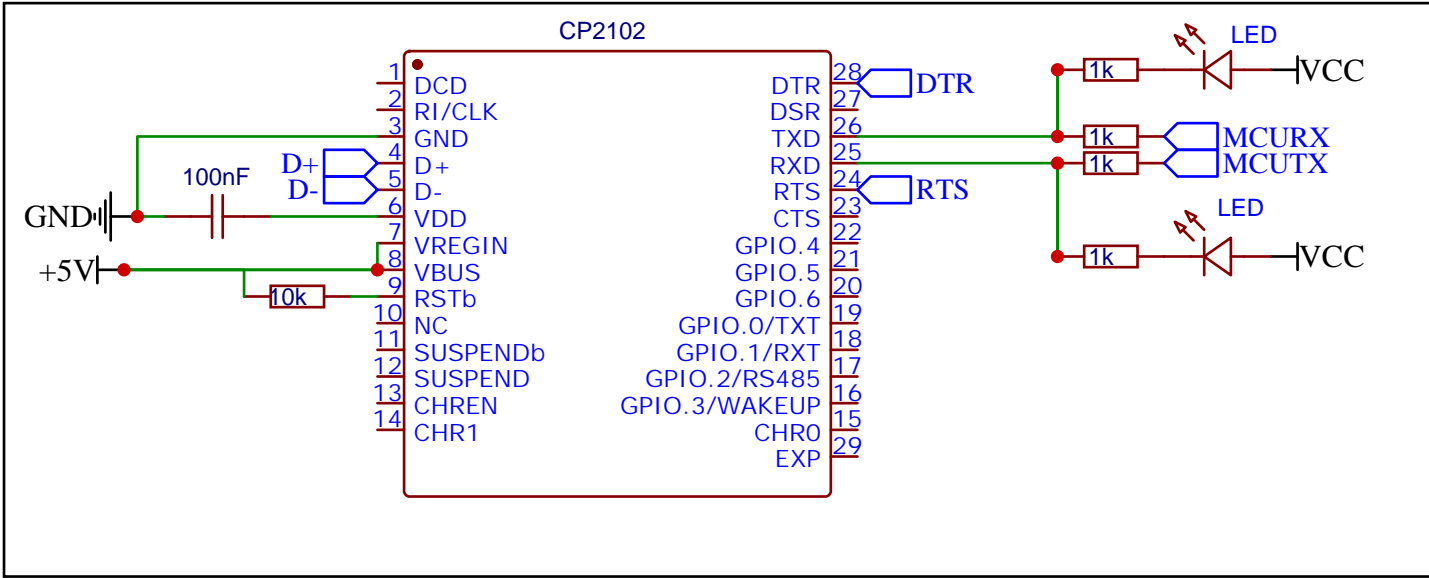 CP2102
LED
1 DCD DTR 28 DTR 1k VCC
2 RI/CLK DSR 27
3 GND TXD 26 1k MCURX
D+ 4 D+ RXD 25 1k MCUTX
100nF D- 5 D- RTS 24 RTS
GND 6 VDD CTS 23 LED
7 VREGIN GPIO.4 22
+5V 8 VBUS GPIO.5 21 1k VCC
10k 9 RSTb GPIO.6 20
10 NC GPIO.0/TXT 19
11 SUSPENDb GPIO.1/RXT 18
12 SUSPEND GPIO.2/RS485 17
13 CHREN GPIO.3/WAKEUP 16
14 CHR1 CHR0 15
EXP 29